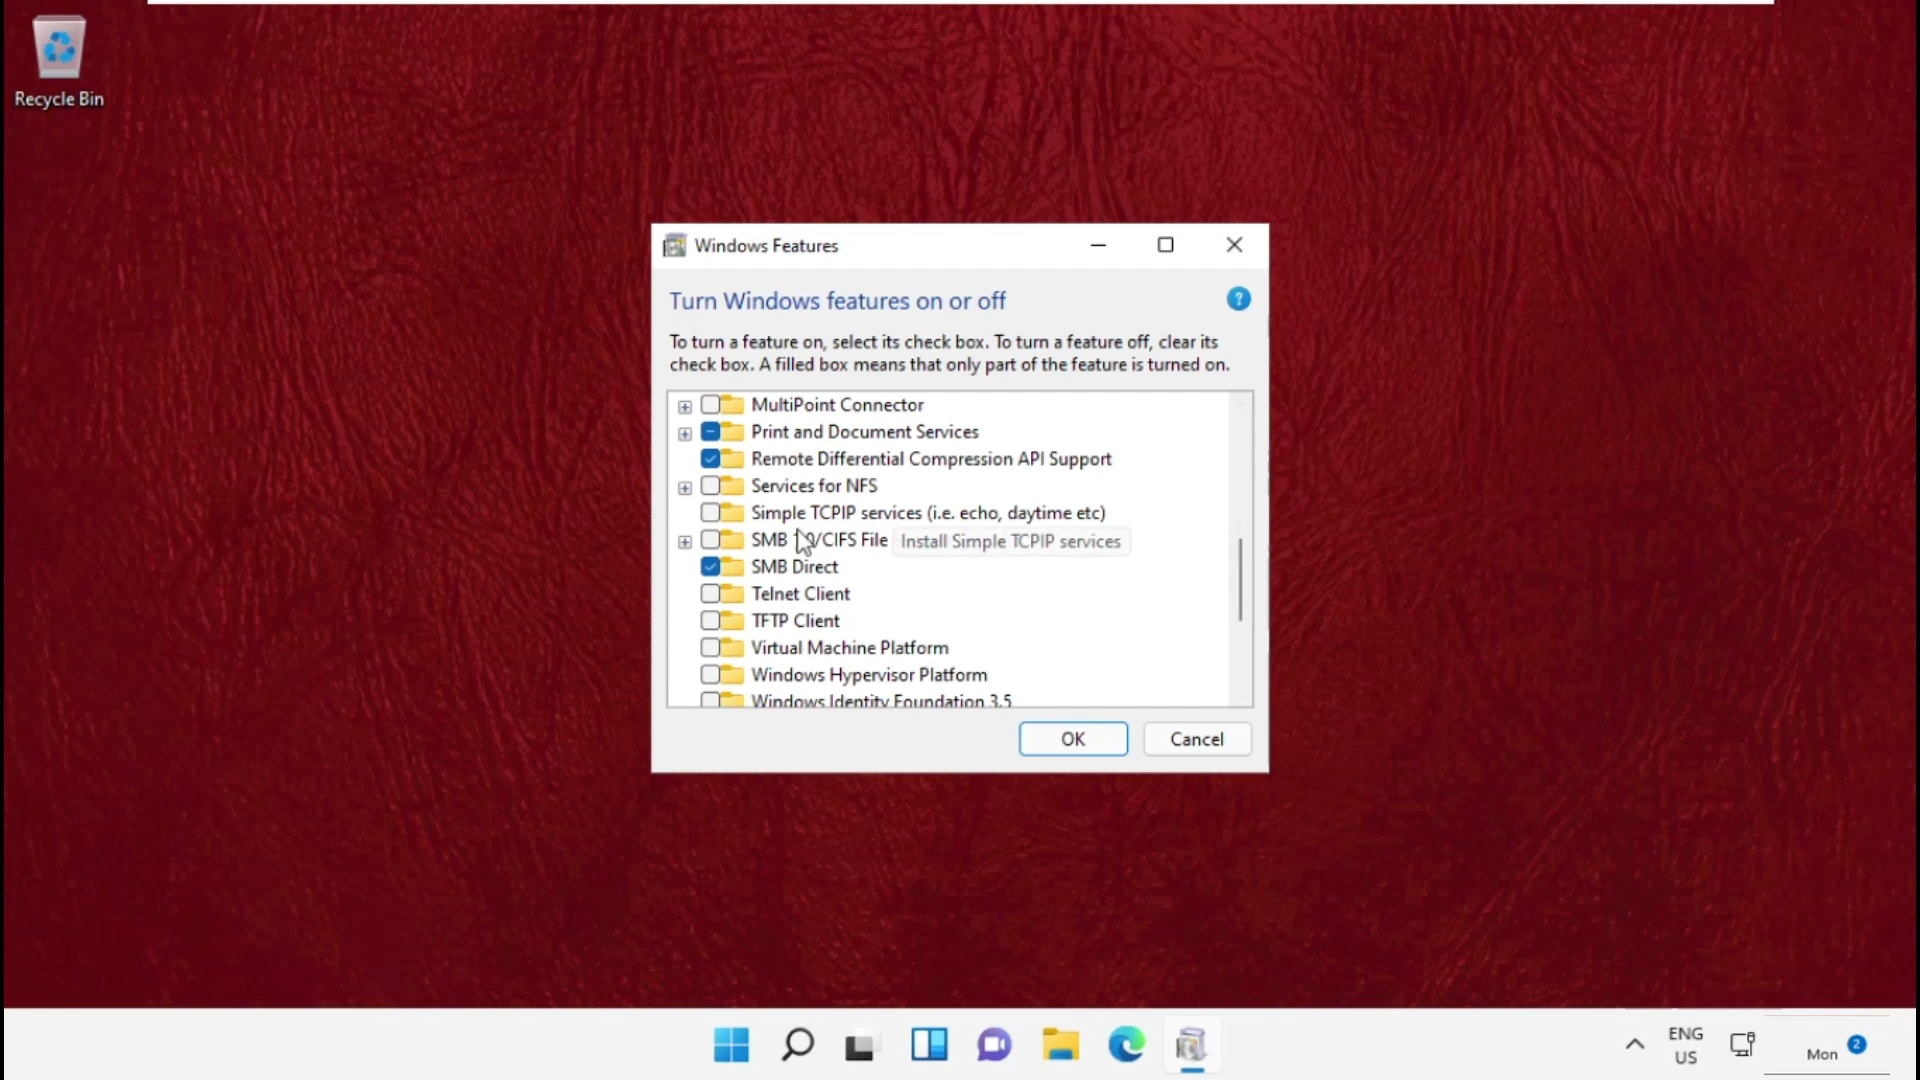 Recycle Bin
Windows Features
Turn Windows features on or off
?
To turn a feature on, select its check box. To turn a feature off, clear its
check box. A filled box means that only part of the feature is turned on.
MultiPoint Connector
Print and Document Services
Remote Differential Compression API Support
Services for NFS
Simple TCPIP services (i.e. echo, daytime etc)
SMB /CIFS File
Install Simple TCPIP services
SMB Direct
Telnet Client
TFTP Client
Virtual Machine Platform
Windows Hypervisor Platform
Windows Identity Foundation 3.5
OK
Cancel
ENG
US
Mon
2